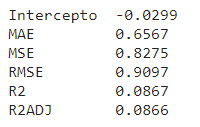 Intercepto -0.0299
MAE 0.6567
MSE 0.8275
RMSE 0.9097
R2 0.0867
R2ADJ 0.0866